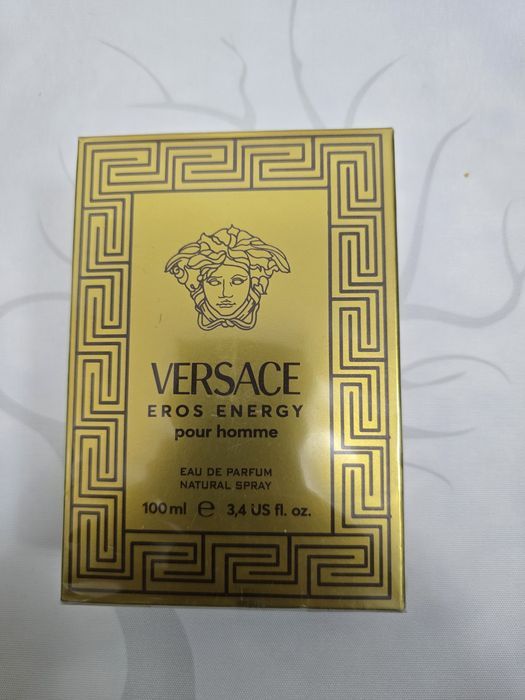 VERSACE
EROS ENERGY
pour homme
EAU DE PARFUM
NATURAL SPRAY
100 ml ℮ 3,4 US fl. oz.